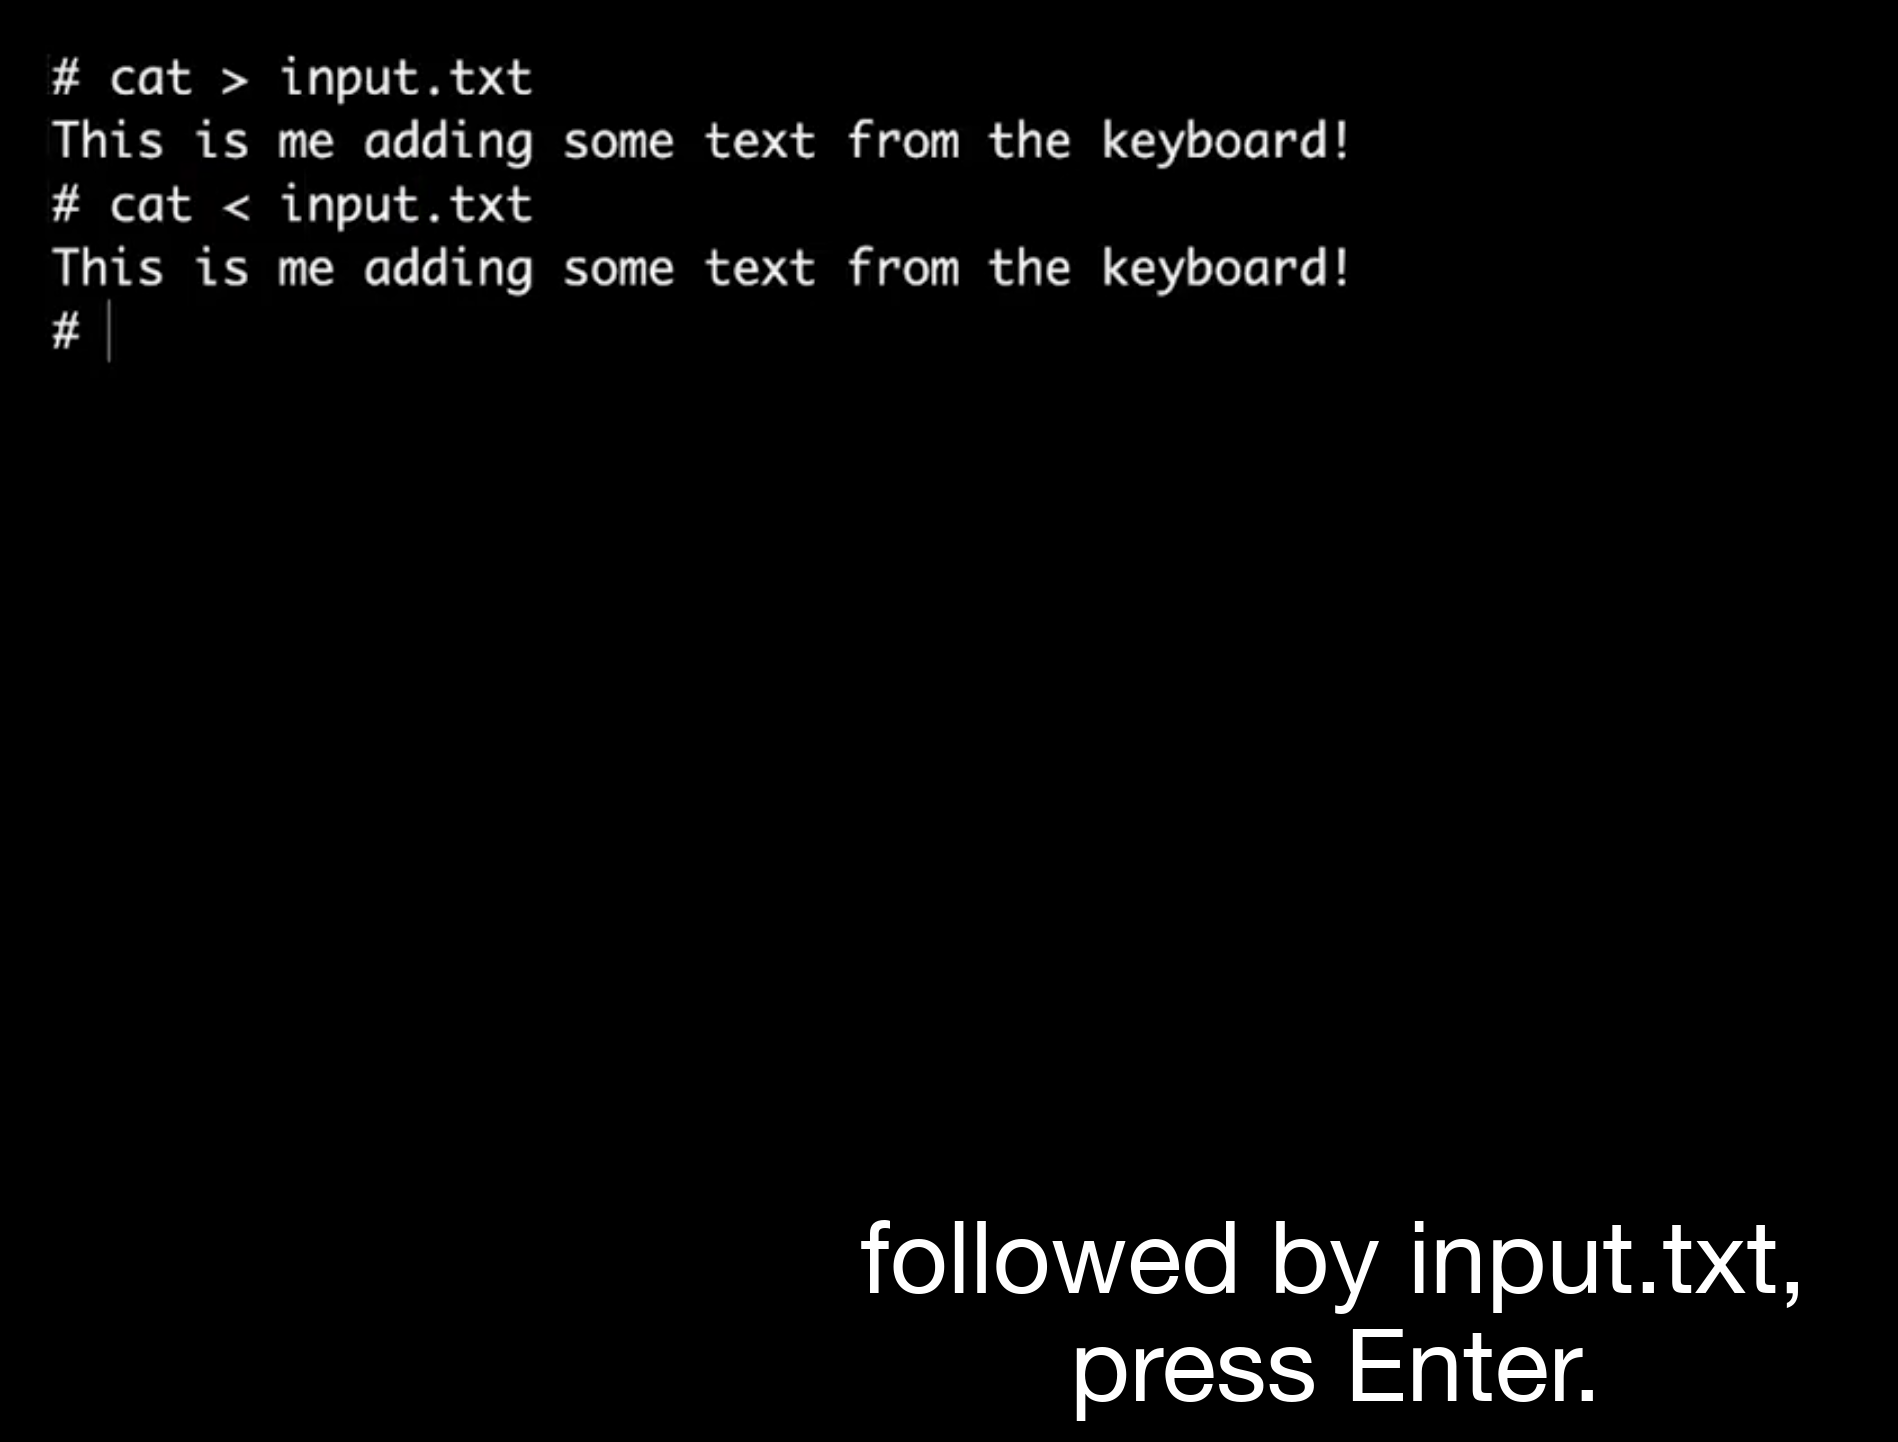 # cat > input.txt
This is me adding some text from the keyboard!
# cat < input.txt
This is me adding some text from the keyboard!
#
followed by input.txt,
press Enter.